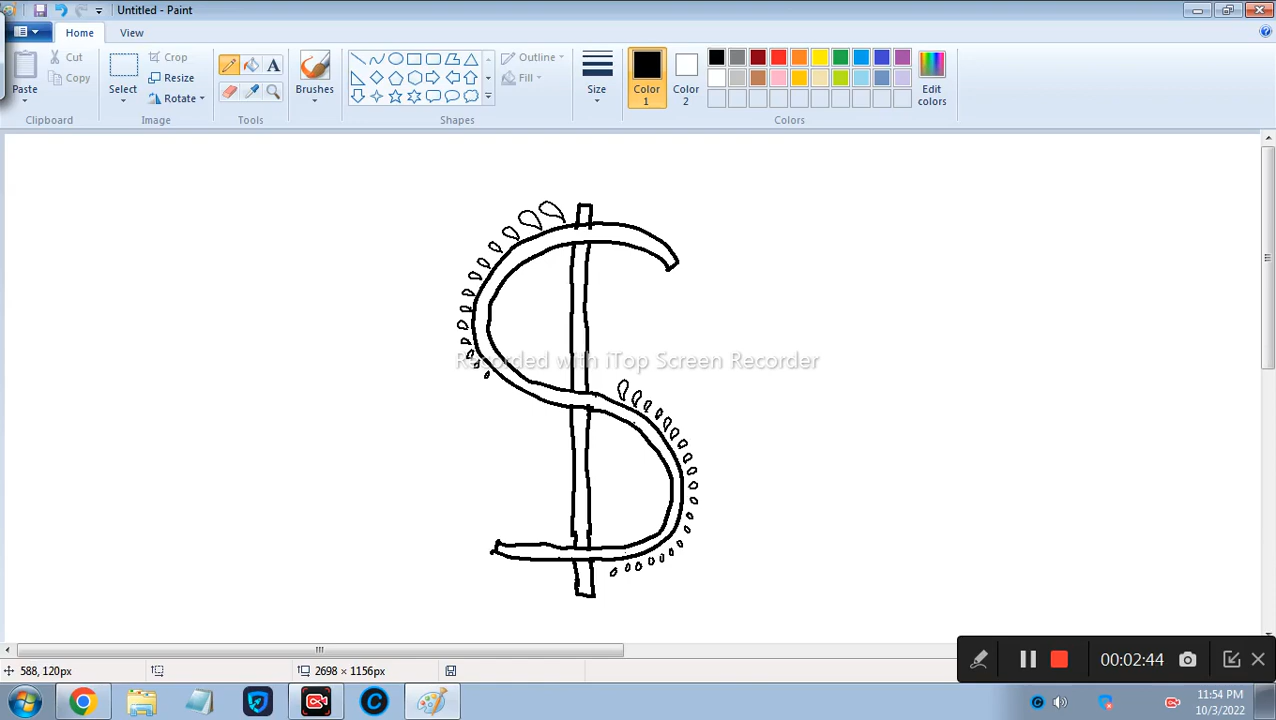 Untitled - Paint
Home View
Paste
Cut
Copy
Clipboard
Select
Crop
Resize
Rotate
Image
A
Tools
Brushes
Shapes
Outline
Fill
Size
Color
1
Color
2
Colors
Edit
colors
$
Recorded with iTop Screen Recorder
588, 120px
2698 × 1156px
00:02:44
11:54 PM
10/3/2022